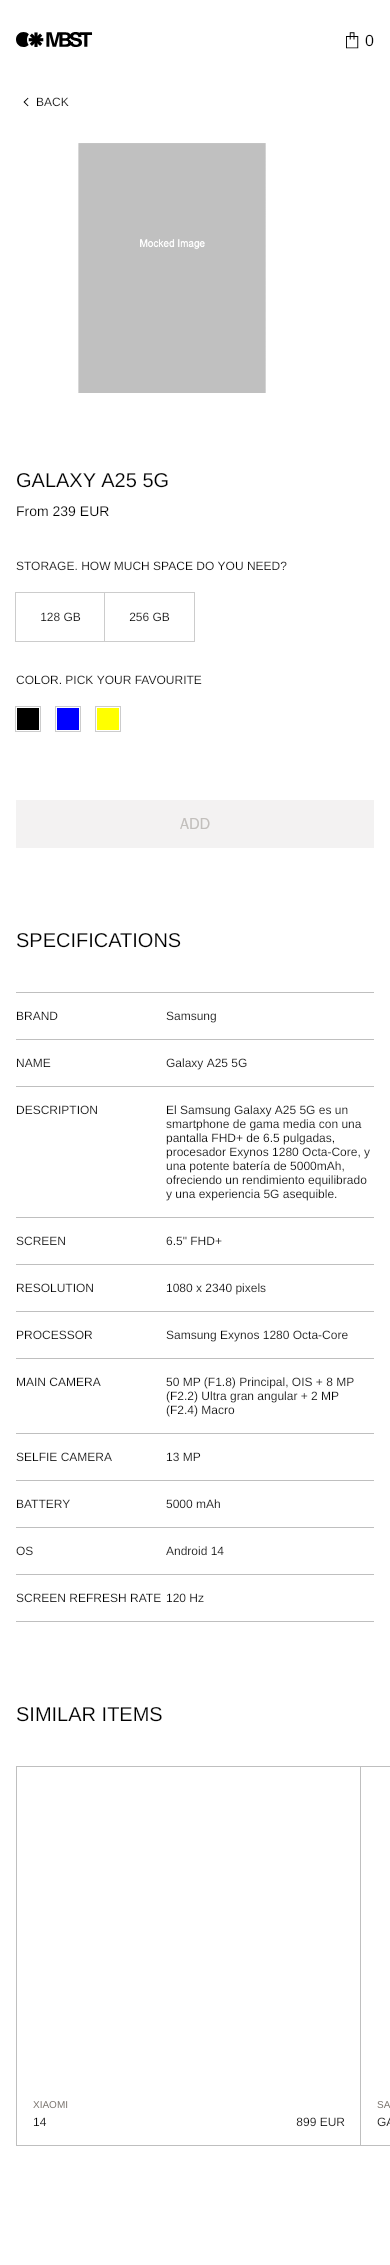 MBST
0
BACK
Mocked Image
GALAXY A25 5G
From 239 EUR
STORAGE. HOW MUCH SPACE DO YOU NEED?
128 GB
256 GB
COLOR. PICK YOUR FAVOURITE
ADD
SPECIFICATIONS
BRAND Samsung
NAME Galaxy A25 5G
DESCRIPTION El Samsung Galaxy A25 5G es un
smartphone de gama media con una
pantalla FHD+ de 6.5 pulgadas,
procesador Exynos 1280 Octa-Core, y
una potente batería de 5000mAh,
ofreciendo un rendimiento equilibrado
y una experiencia 5G asequible.
SCREEN 6.5" FHD+
RESOLUTION 1080 x 2340 pixels
PROCESSOR Samsung Exynos 1280 Octa-Core
MAIN CAMERA 50 MP (F1.8) Principal, OIS + 8 MP
(F2.2) Ultra gran angular + 2 MP
(F2.4) Macro
SELFIE CAMERA 13 MP
BATTERY 5000 mAh
OS Android 14
SCREEN REFRESH RATE 120 Hz
SIMILAR ITEMS
XIAOMI
14 899 EUR
SA
GA